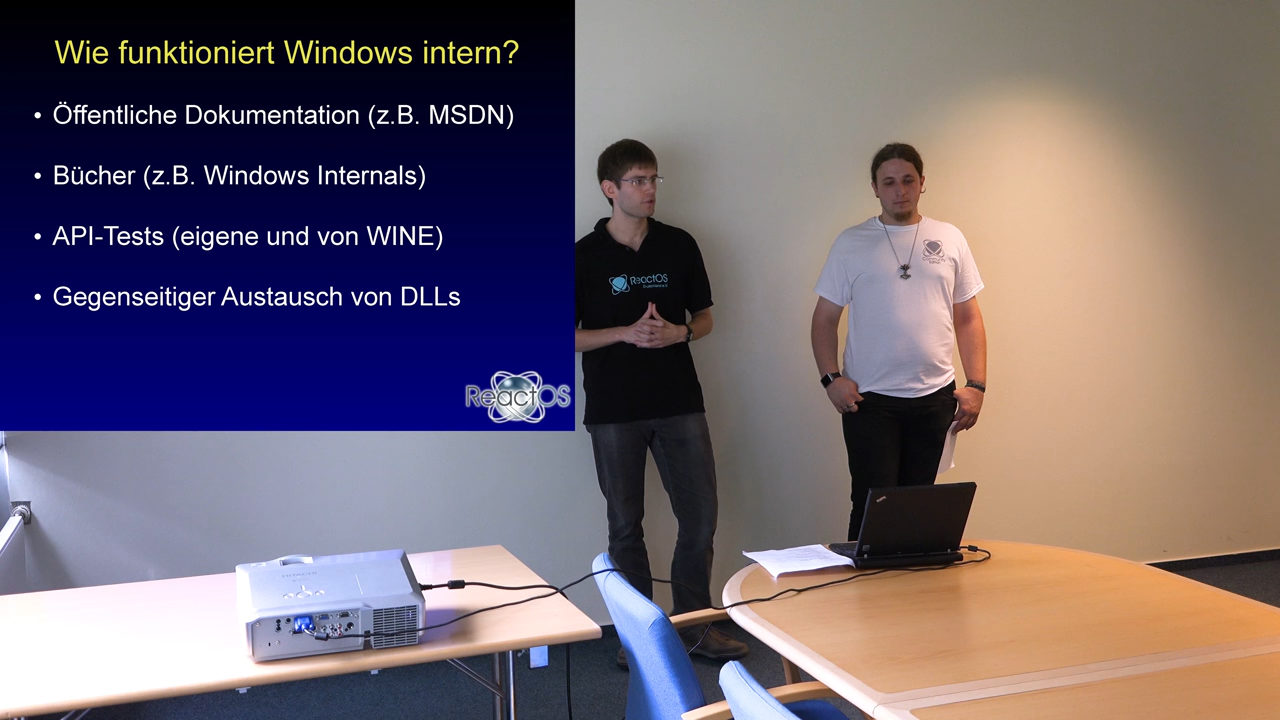 Wie funktioniert Windows intern?
• Öffentliche Dokumentation (z.B. MSDN)
• Bücher (z.B. Windows Internals)
• API-Tests (eigene und von WINE)
• Gegenseitiger Austausch von DLLs
ReactOS
ReactOS